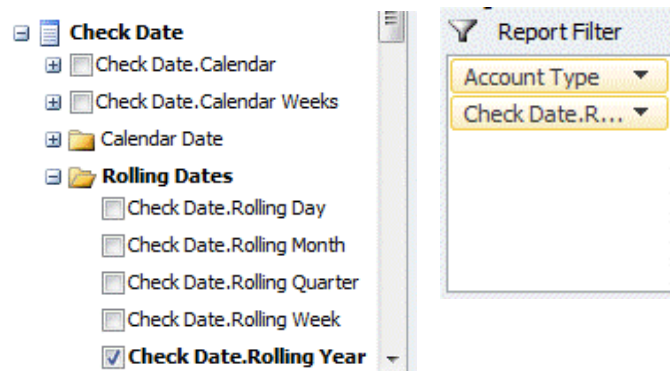 Check Date
Check Date.Calendar
Check Date.Calendar Weeks
Calendar Date
Rolling Dates
Check Date.Rolling Day
Check Date.Rolling Month
Check Date.Rolling Quarter
Check Date.Rolling Week
Check Date.Rolling Year
Report Filter
Account Type
Check Date.R...